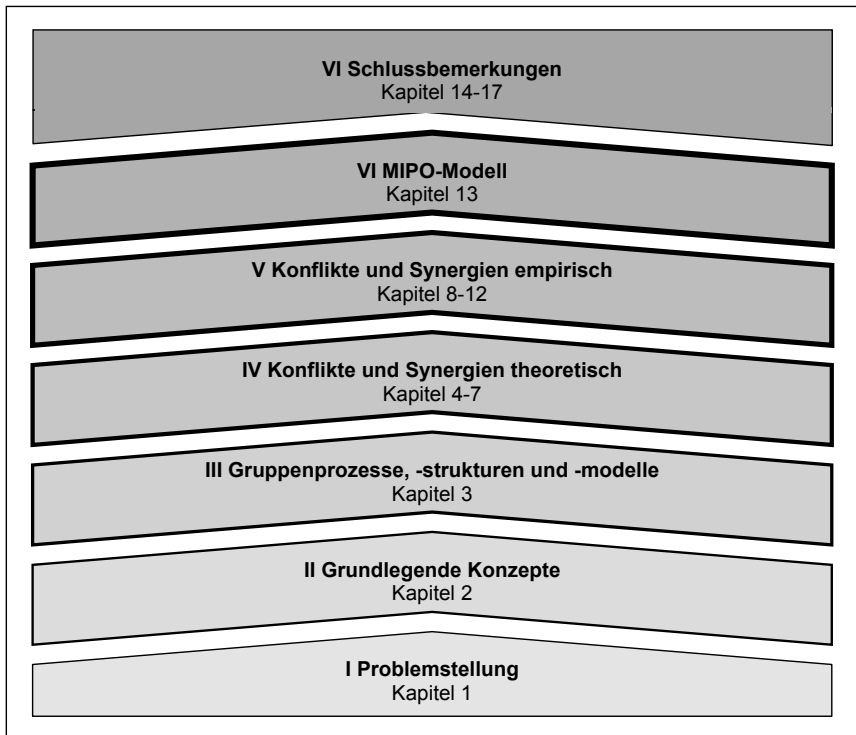 VI Schlussbemerkungen
Kapitel 14-17
VI MIPO-Modell
Kapitel 13
V Konflikte und Synergien empirisch
Kapitel 8-12
IV Konflikte und Synergien theoretisch
Kapitel 4-7
III Gruppenprozesse, -strukturen und -modelle
Kapitel 3
II Grundlegende Konzepte
Kapitel 2
I Problemstellung
Kapitel 1